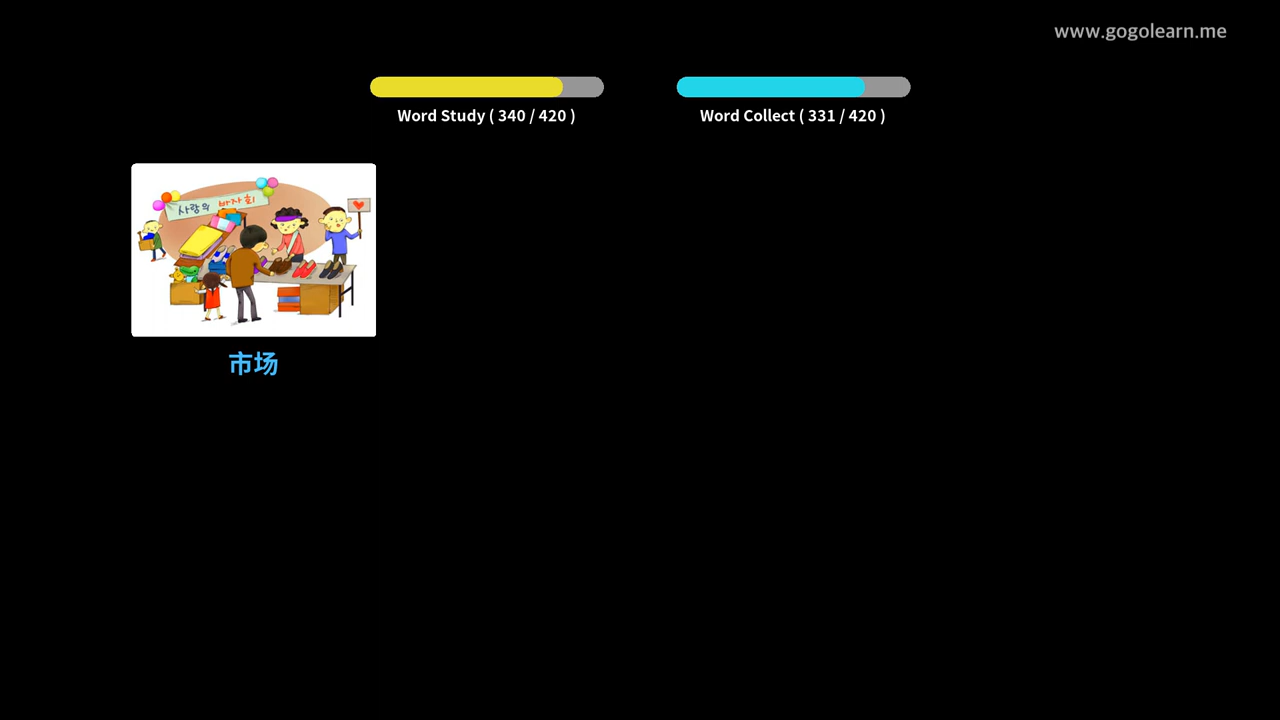 www.gogolearn.me
Word Study ( 340 / 420 )
Word Collect ( 331 / 420 )
사랑의 바자회
市场